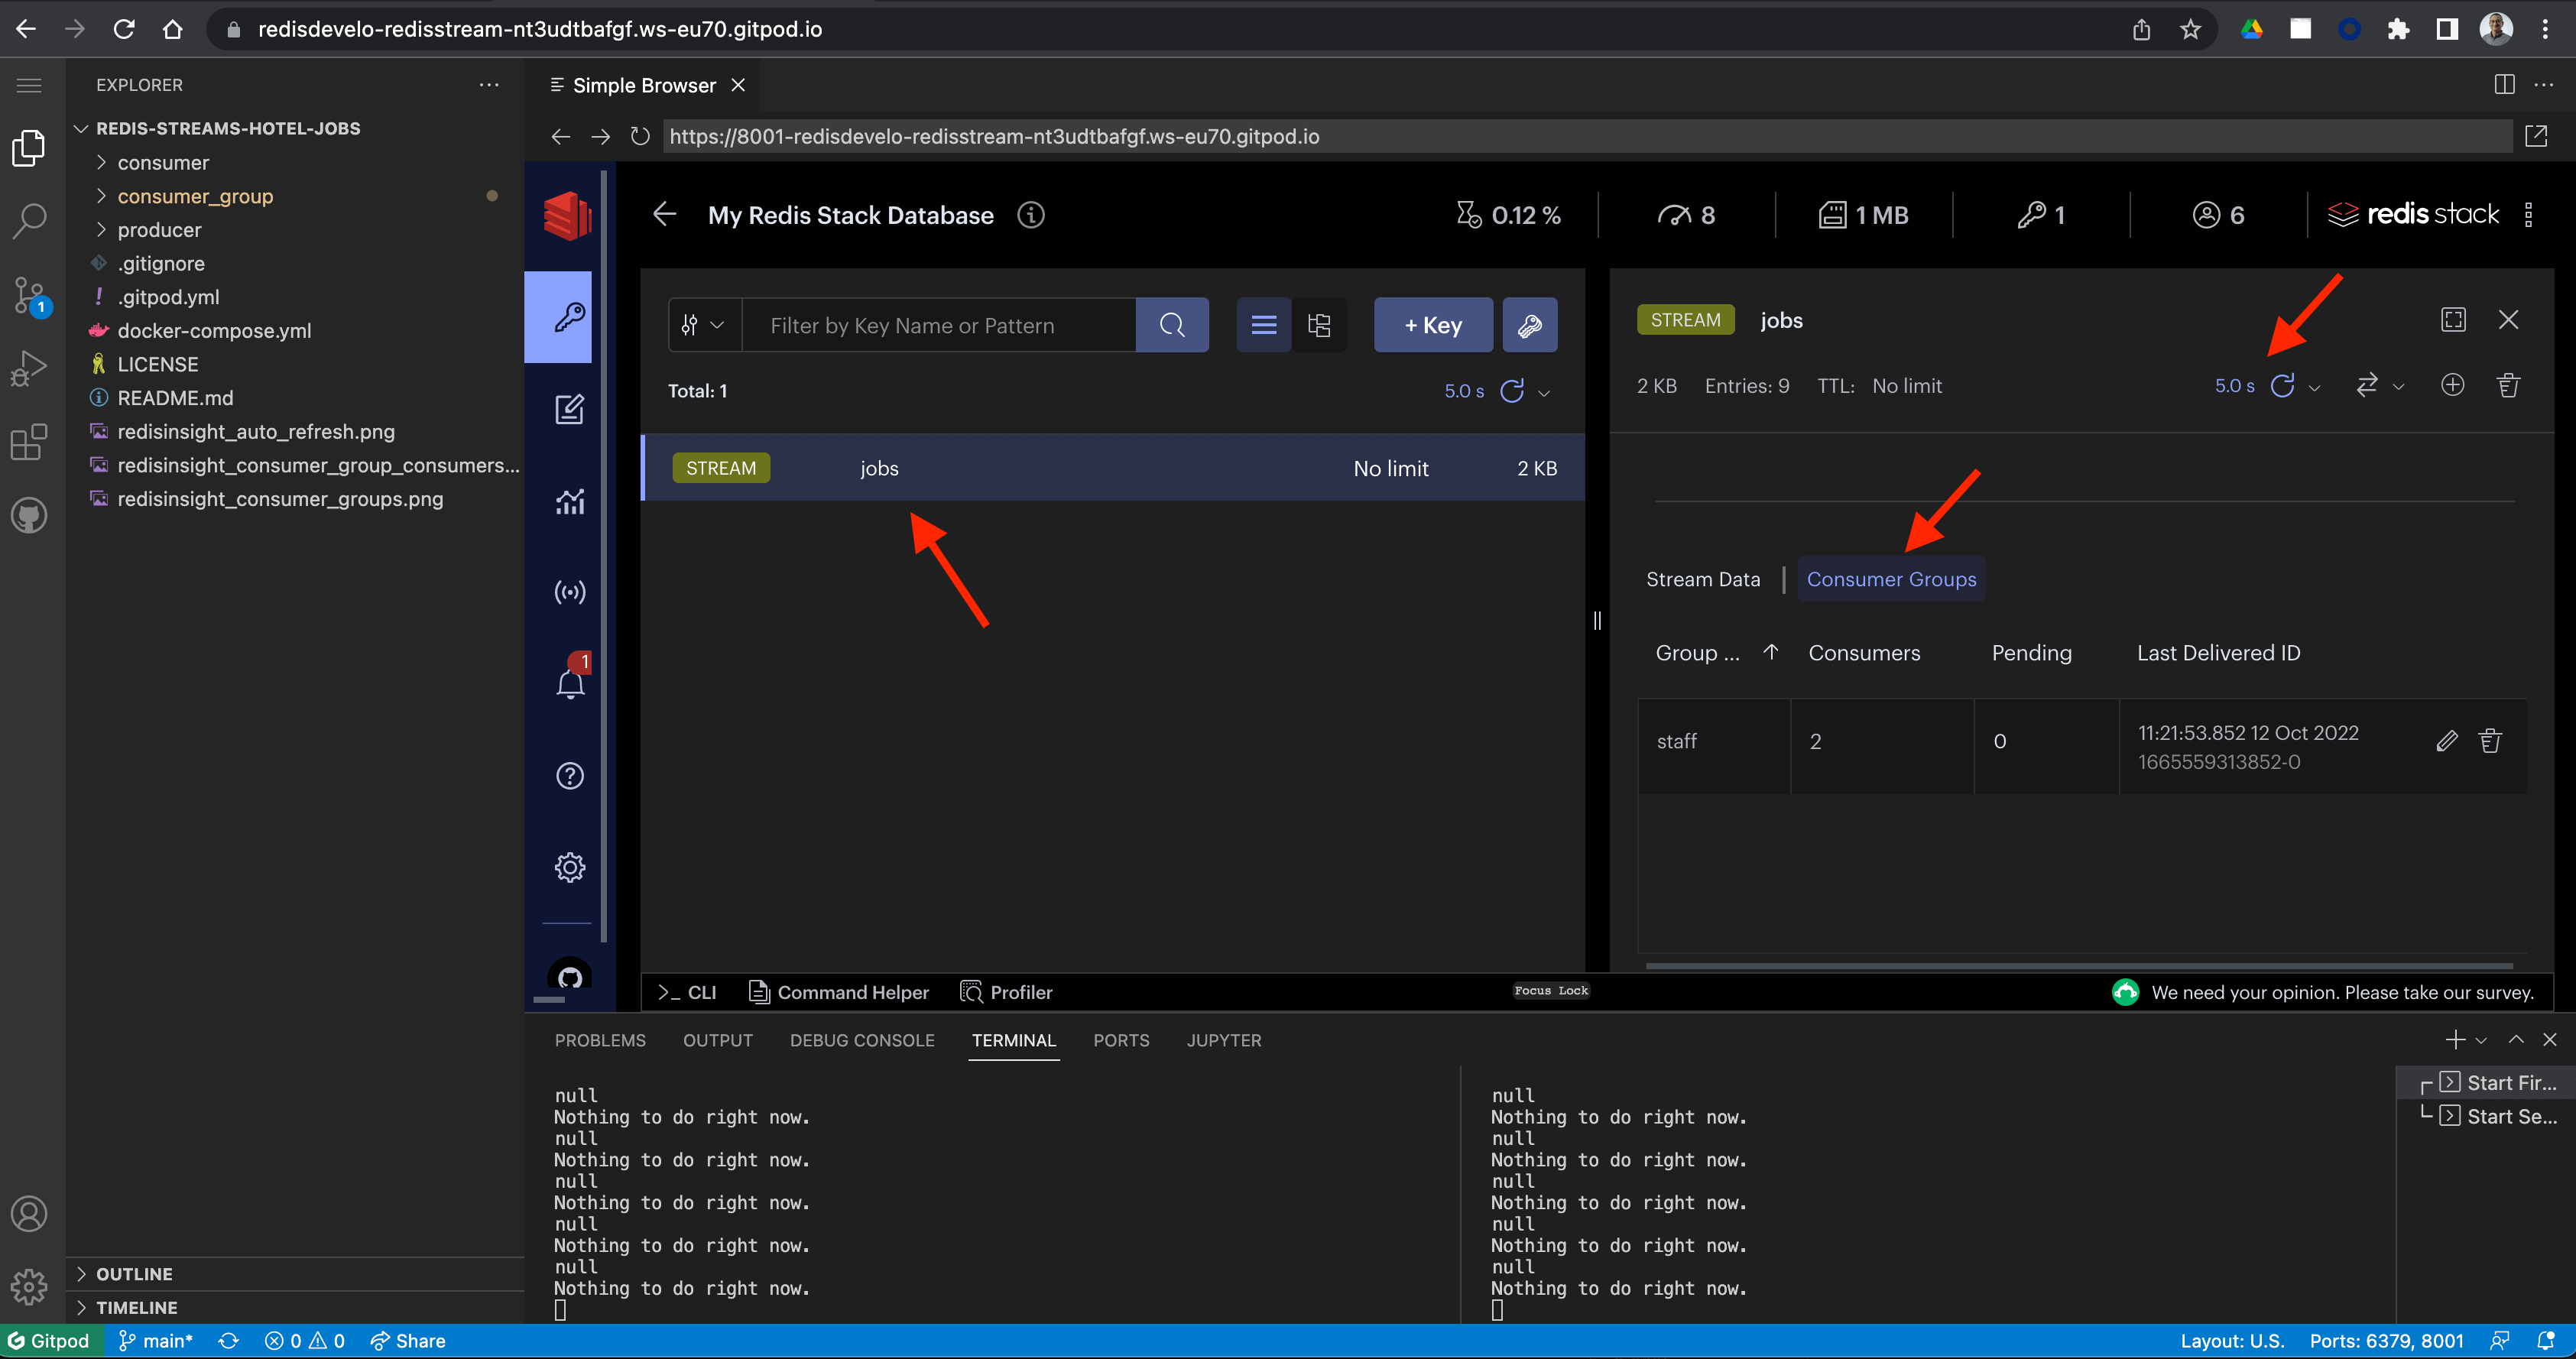 redisdevelo-redisstream-nt3udtbafgf.ws-eu70.gitpod.io
EXPLORER
REDIS-STREAMS-HOTEL-JOBS
consumer
consumer_group
producer
.gitignore
.gitpod.yml
docker-compose.yml
LICENSE
README.md
redisinsight_auto_refresh.png
redisinsight_consumer_group_consumers...
redisinsight_consumer_groups.png
OUTLINE
TIMELINE
1
Simple Browser
https://8001-redisdevelo-redisstream-nt3udtbafgf.ws-eu70.gitpod.io
My Redis Stack Database
0.12 %
8
1 MB
1
6
redis stack
Filter by Key Name or Pattern
+ Key
Total: 1
5.0 s
STREAM jobs No limit 2 KB
1
STREAM jobs
2 KB Entries: 9 TTL: No limit
5.0 s
Stream Data | Consumer Groups
Group ... Consumers Pending Last Delivered ID
staff 2 0 11:21:53.852 12 Oct 2022
1665559313852-0
>_ CLI Command Helper Profiler
Focus Lock
We need your opinion. Please take our survey.
PROBLEMS OUTPUT DEBUG CONSOLE TERMINAL PORTS JUPYTER
null
Nothing to do right now.
null
Nothing to do right now.
null
Nothing to do right now.
null
Nothing to do right now.
null
Nothing to do right now.
null
Nothing to do right now.
null
Nothing to do right now.
null
Nothing to do right now.
null
Nothing to do right now.
null
Nothing to do right now.
Start Fir...
Start Se...
Gitpod main* 0 0 Share
Layout: U.S. Ports: 6379, 8001